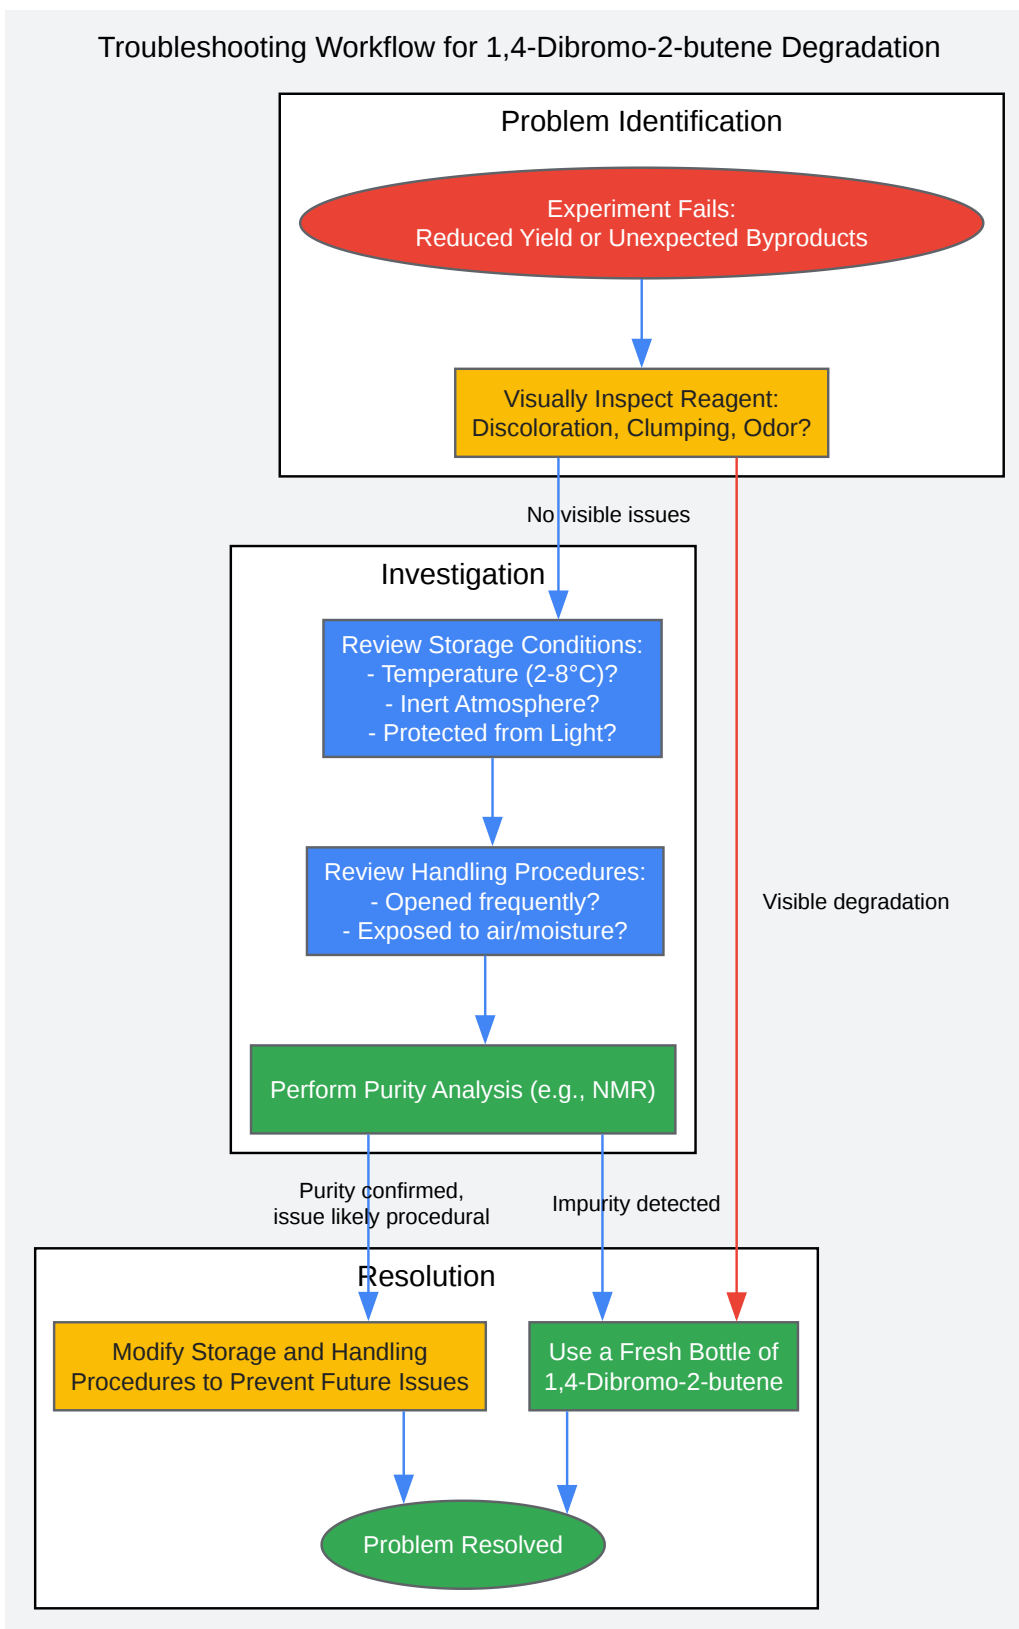 Troubleshooting Workflow for 1,4-Dibromo-2-butene Degradation
Problem Identification
Experiment Fails:
Reduced Yield or Unexpected Byproducts
Visually Inspect Reagent:
Discoloration, Clumping, Odor?
No visible issues
Investigation
Review Storage Conditions:
- Temperature (2-8°C)?
- Inert Atmosphere?
- Protected from Light?
Review Handling Procedures:
- Opened frequently?
- Exposed to air/moisture?
Visible degradation
Perform Purity Analysis (e.g., NMR)
Purity confirmed,
issue likely procedural
Impurity detected
Resolution
Modify Storage and Handling
Procedures to Prevent Future Issues
Use a Fresh Bottle of
1,4-Dibromo-2-butene
Problem Resolved